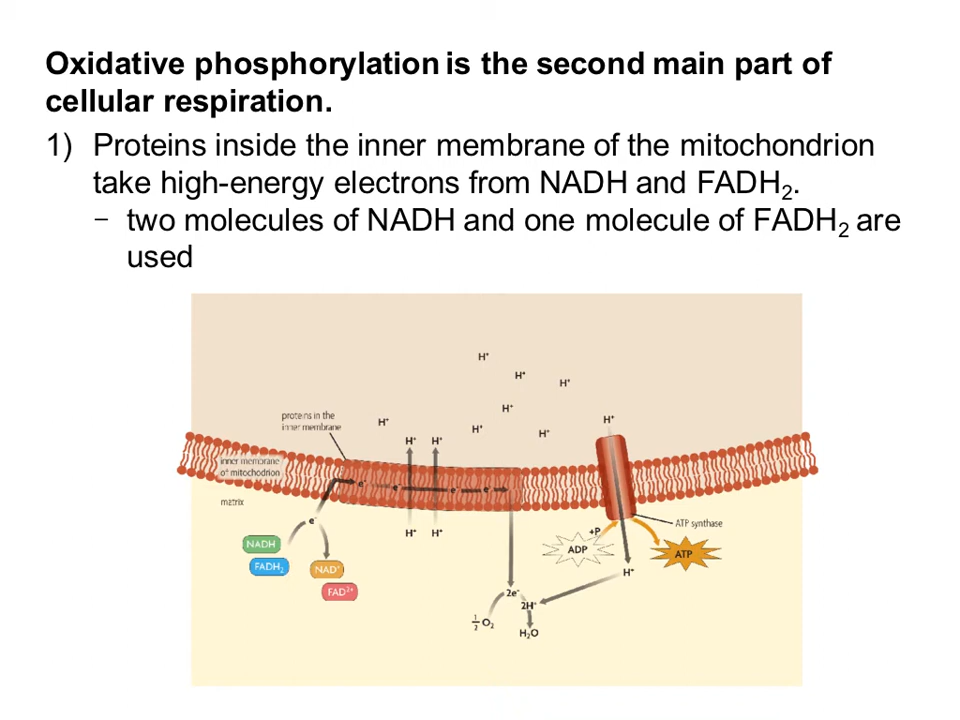 Oxidative phosphorylation is the second main part of
cellular respiration.
1) Proteins inside the inner membrane of the mitochondrion
take high-energy electrons from NADH and FADH₂.
− two molecules of NADH and one molecule of FADH₂ are
used
H⁺
H⁺
H⁺
H⁺
proteins in the
inner membrane
H⁺
H⁺
H⁺
H⁺
H⁺ H⁺
inner membrane
of mitochondrion
e⁻
e⁻
e⁻
e⁻
matrix
e⁻
H⁺ H⁺
ATP synthase
+P
NADH
ADP
ATP
FADH₂
NAD⁺
H⁺
FAD²⁺
2e⁻
2H⁺
½ O₂
H₂O